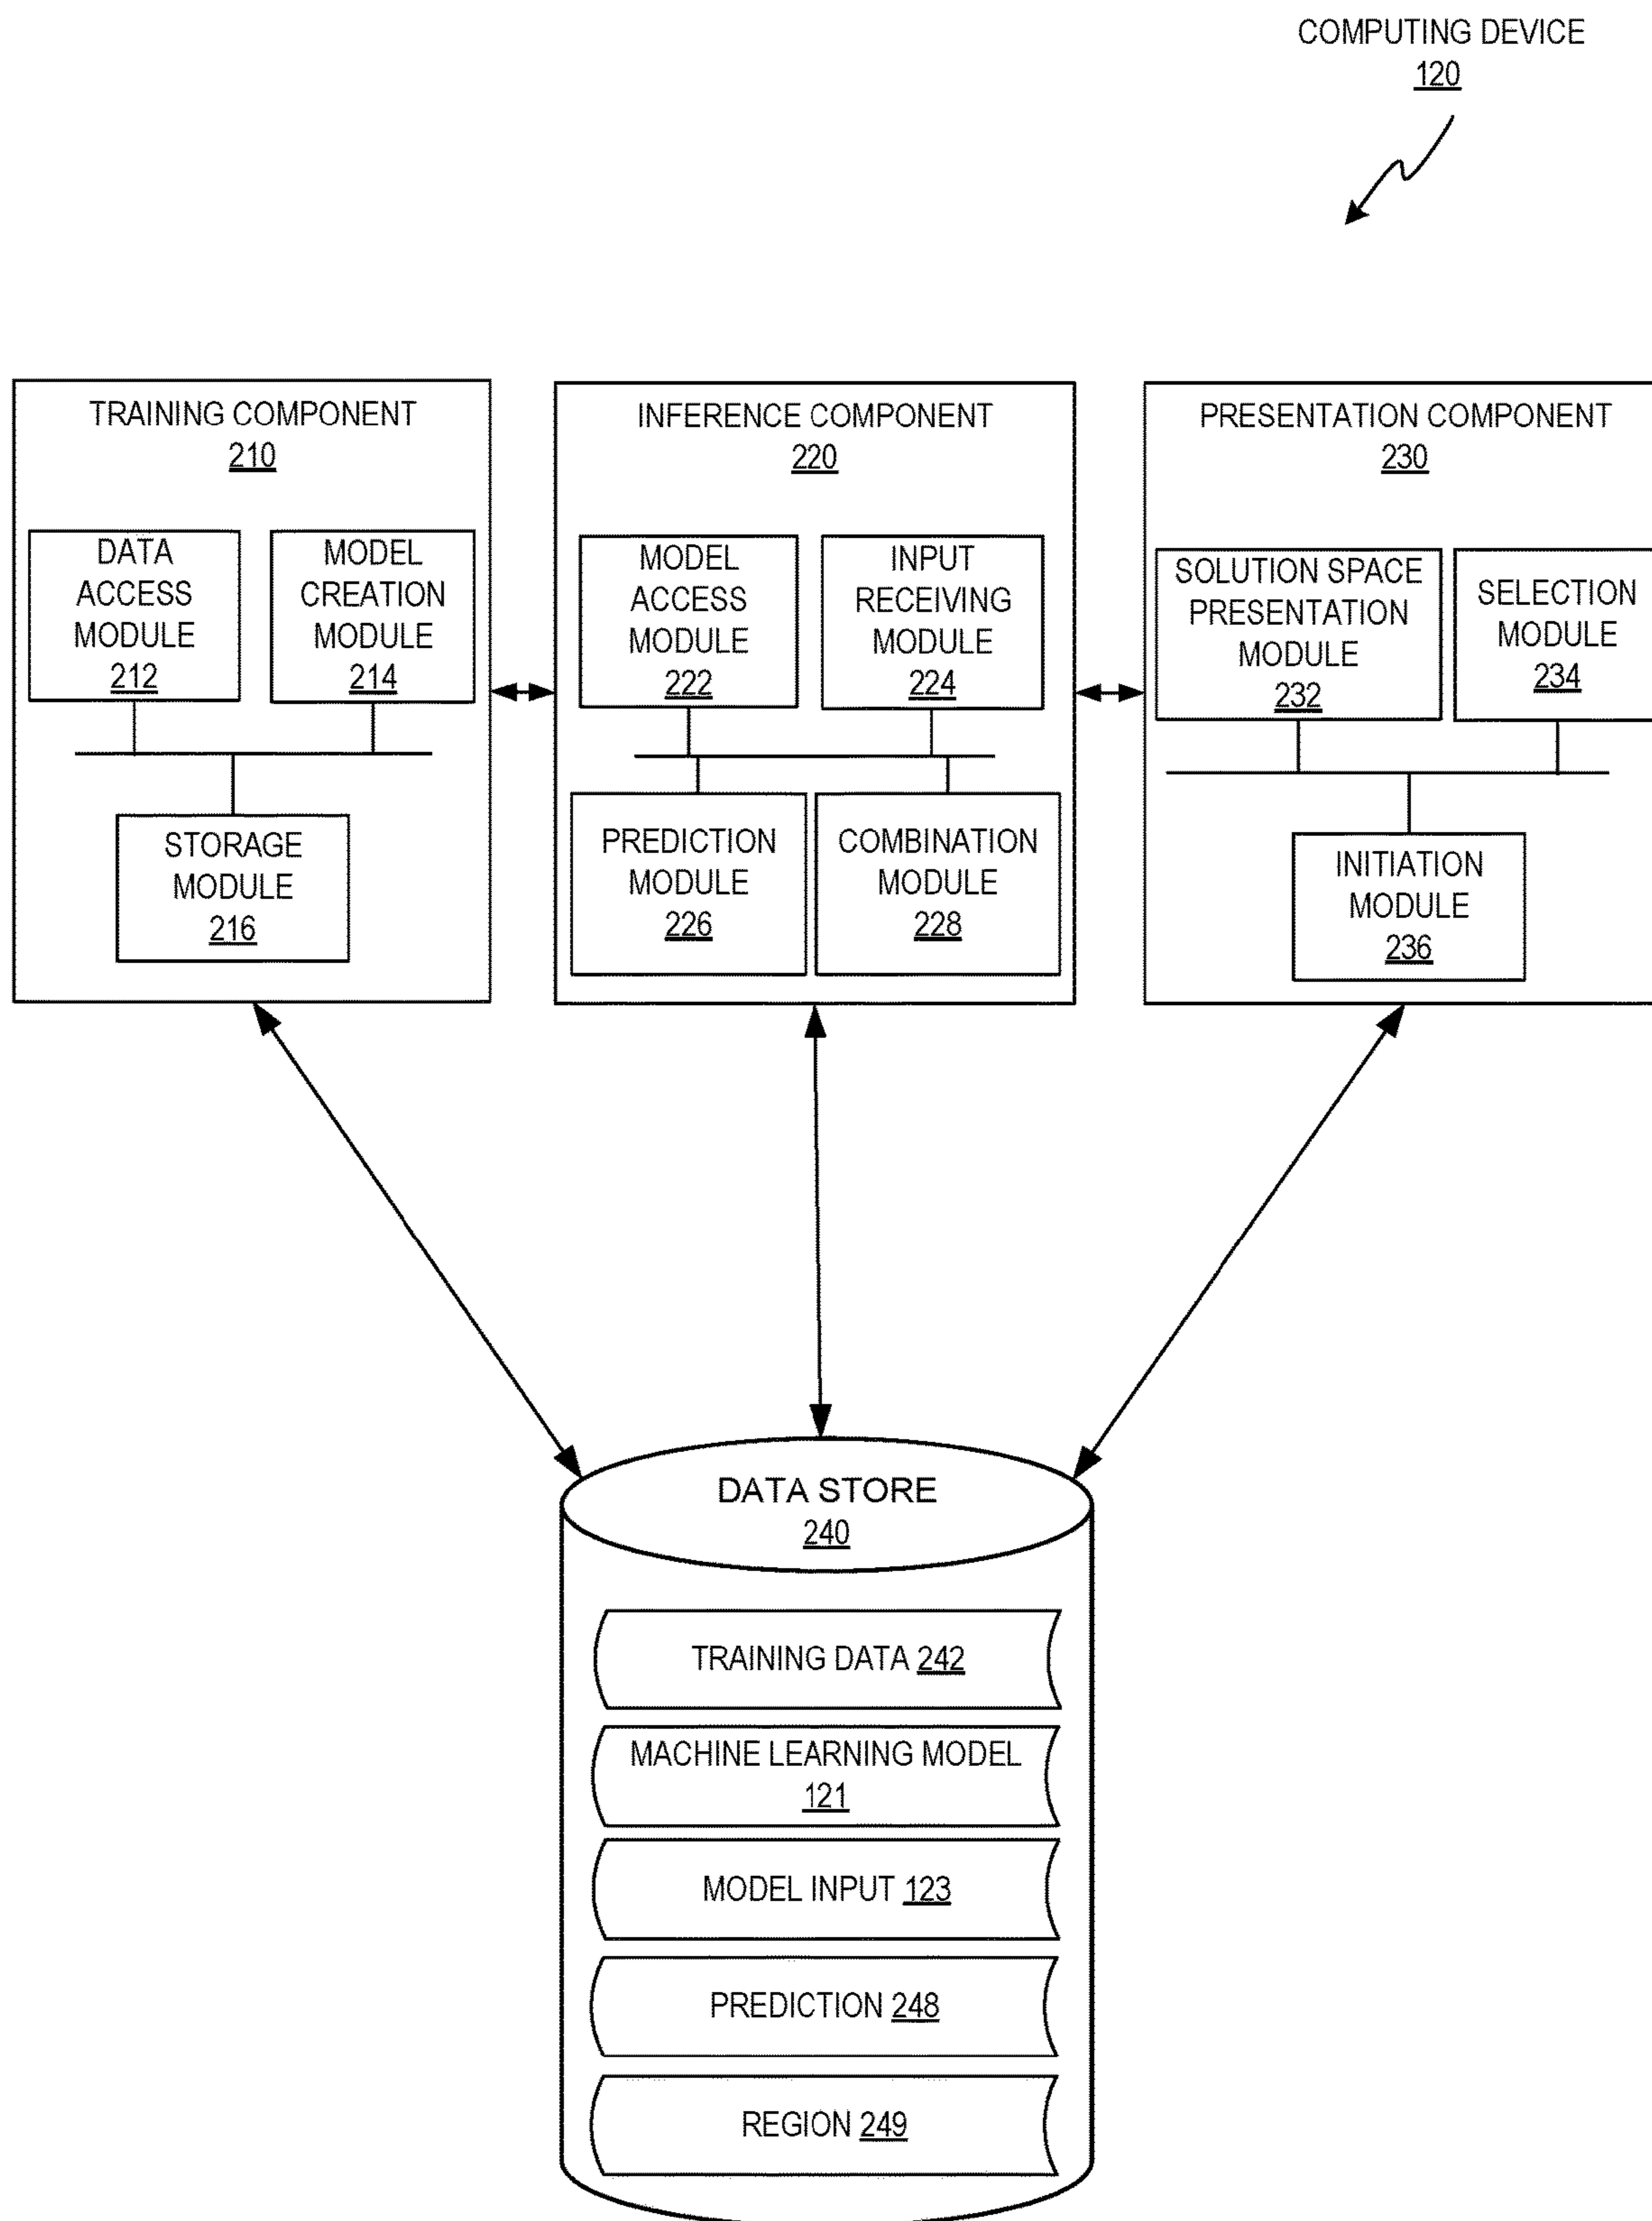 COMPUTING DEVICE
120
TRAINING COMPONENT
210
DATA
ACCESS
MODULE
212
MODEL
CREATION
MODULE
214
STORAGE
MODULE
216
INFERENCE COMPONENT
220
MODEL
ACCESS
MODULE
222
INPUT
RECEIVING
MODULE
224
PREDICTION
MODULE
226
COMBINATION
MODULE
228
PRESENTATION COMPONENT
230
SOLUTION SPACE
PRESENTATION
MODULE
232
SELECTION
MODULE
234
INITIATION
MODULE
236
DATA STORE
240
TRAINING DATA 242
MACHINE LEARNING MODEL
121
MODEL INPUT 123
PREDICTION 248
REGION 249